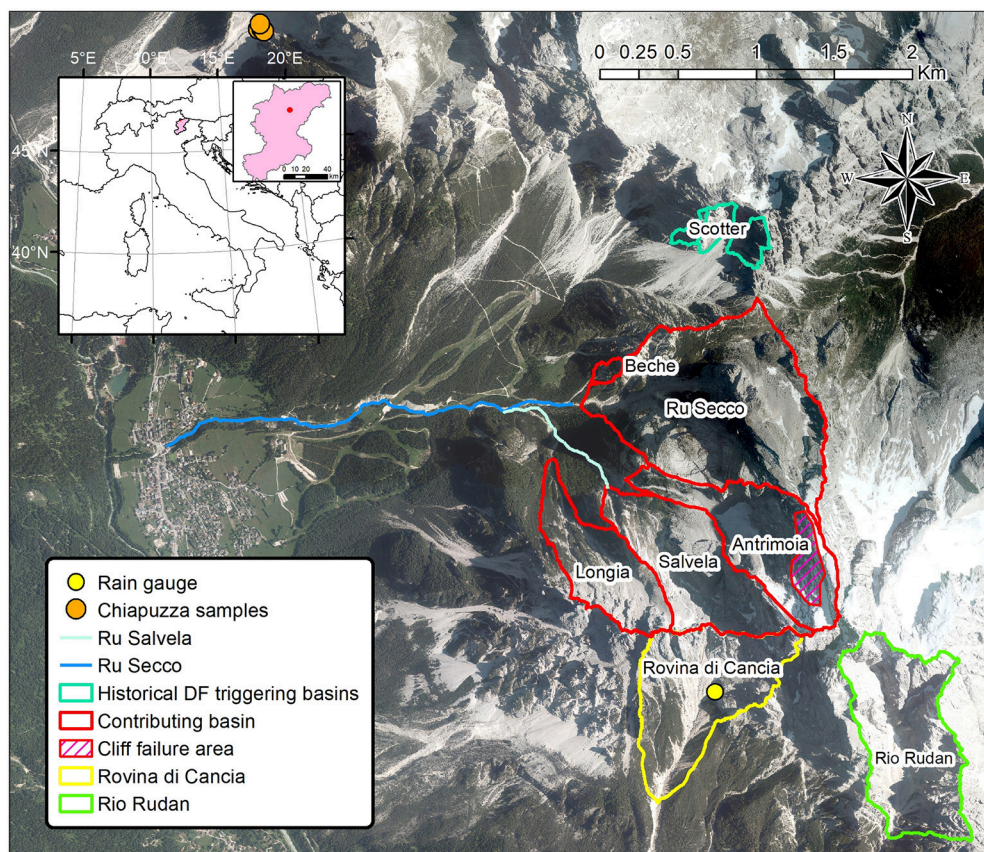 5°E 10°E 15°E 20°E
45°N
40°N
0 10 20 40
km
0 0.25 0.5 1 1.5 2
Km
N
W E
S
Scotter
Beche
Ru Secco
Antrimoia
Salvela
Longia
Rovina di Cancia
Rio Rudan
Rain gauge
Chiapuzza samples
Ru Salvela
Ru Secco
Historical DF triggering basins
Contributing basin
Cliff failure area
Rovina di Cancia
Rio Rudan